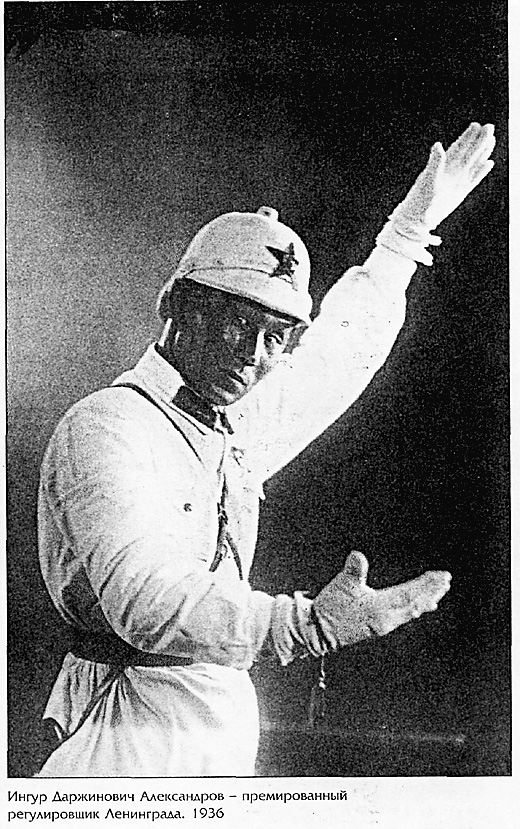 Ингур Даржинович Александров – премированный
регулировщик Ленинграда. 1936